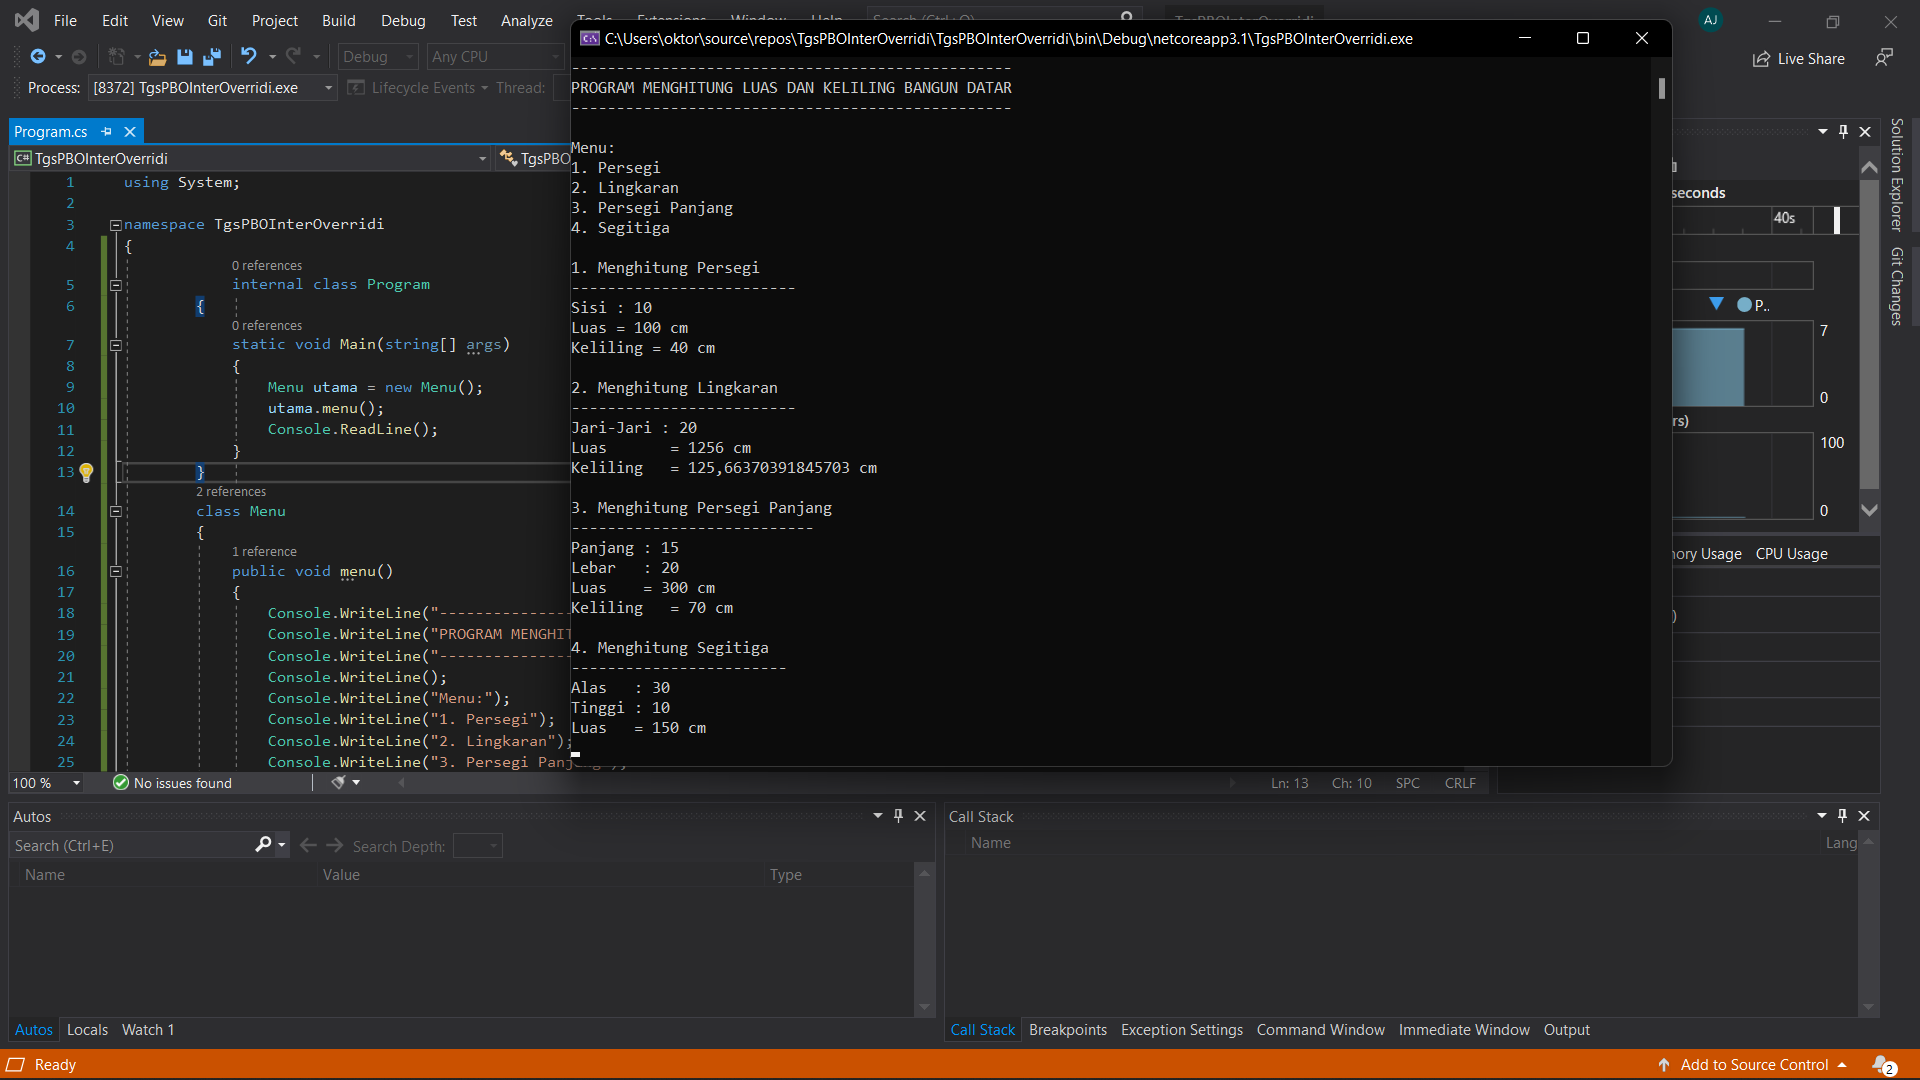 File Edit View Git Project Build Debug Test Analyze Tools Extensions Window Help Search (Ctrl+Q) TgsPBOInterOverridi AJ
C:\Users\oktor\source\repos\TgsPBOInterOverridi\TgsPBOInterOverridi\bin\Debug\netcoreapp3.1\TgsPBOInterOverridi.exe
Debug Any CPU Live Share
Process: [8372] TgsPBOInterOverridi.exe Lifecycle Events Thread:
Program.cs
TgsPBOInterOverridi TgsPBO
1 using System;
2
3 namespace TgsPBOInterOverridi
4 {
0 references
5 internal class Program
6 {
0 references
7 static void Main(string[] args)
8 {
9 Menu utama = new Menu();
10 utama.menu();
11 Console.ReadLine();
12 }
13 }
2 references
14 class Menu
15 {
1 reference
16 public void menu()
17 {
18 Console.WriteLine("---------------
19 Console.WriteLine("PROGRAM MENGHIT
20 Console.WriteLine("---------------
21 Console.WriteLine();
22 Console.WriteLine("Menu:");
23 Console.WriteLine("1. Persegi");
24 Console.WriteLine("2. Lingkaran");
25 Console.WriteLine("3. Persegi Panj
100 % No issues found Ln: 13 Ch: 10 SPC CRLF
-------------------------------------------------
PROGRAM MENGHITUNG LUAS DAN KELILING BANGUN DATAR
-------------------------------------------------
Menu:
1. Persegi
2. Lingkaran
3. Persegi Panjang
4. Segitiga
1. Menghitung Persegi
-------------------------
Sisi : 10
Luas = 100 cm
Keliling = 40 cm
2. Menghitung Lingkaran
-------------------------
Jari-Jari : 20
Luas = 1256 cm
Keliling = 125,66370391845703 cm
3. Menghitung Persegi Panjang
---------------------------
Panjang : 15
Lebar : 20
Luas = 300 cm
Keliling = 70 cm
4. Menghitung Segitiga
------------------------
Alas : 30
Tinggi : 10
Luas = 150 cm
seconds
40s
P..
7
0
rs)
100
0
ory Usage CPU Usage
)
Solution Explorer
Git Changes
Autos
Search (Ctrl+E) Search Depth:
Name Value Type
Autos Locals Watch 1
Call Stack
Name Lang
Call Stack Breakpoints Exception Settings Command Window Immediate Window Output
Ready Add to Source Control 2